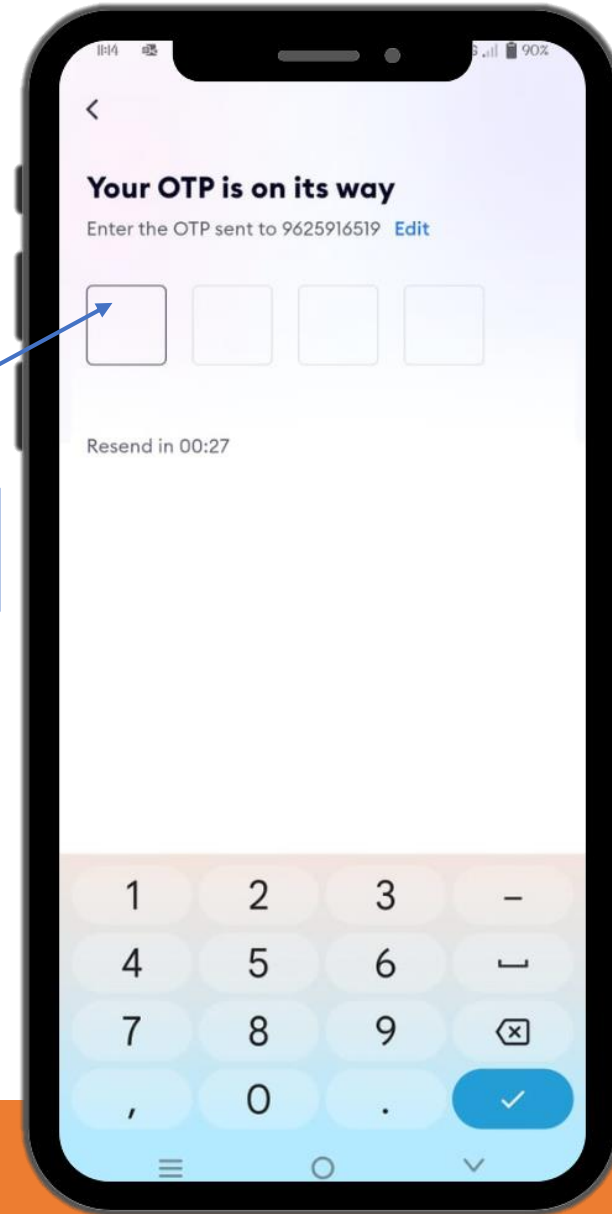 11:14 90%
Your OTP is on its way
Enter the OTP sent to 9625916519 Edit
Resend in 00:27
1 2 3 -
4 5 6
7 8 9
, 0 .